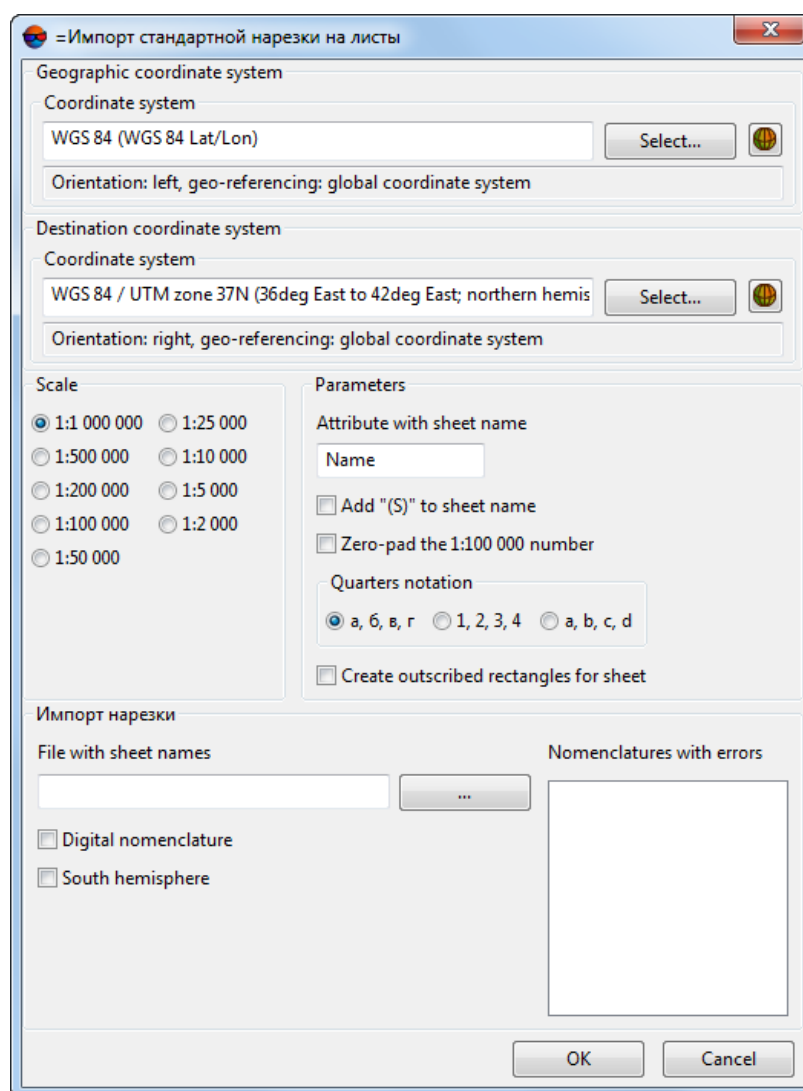 =Импорт стандартной нарезки на листы
Geographic coordinate system
Coordinate system
WGS 84 (WGS 84 Lat/Lon)
Select...
Orientation: left, geo-referencing: global coordinate system
Destination coordinate system
Coordinate system
WGS 84 / UTM zone 37N (36deg East to 42deg East; northern hemis
Select...
Orientation: right, geo-referencing: global coordinate system
Scale
1:1 000 000
1:25 000
1:500 000
1:10 000
1:200 000
1:5 000
1:100 000
1:2 000
1:50 000
Parameters
Attribute with sheet name
Name
Add "(S)" to sheet name
Zero-pad the 1:100 000 number
Quarters notation
а, б, в, г
1, 2, 3, 4
a, b, c, d
Create outscribed rectangles for sheet
Импорт нарезки
File with sheet names
...
Digital nomenclature
South hemisphere
Nomenclatures with errors
OK
Cancel